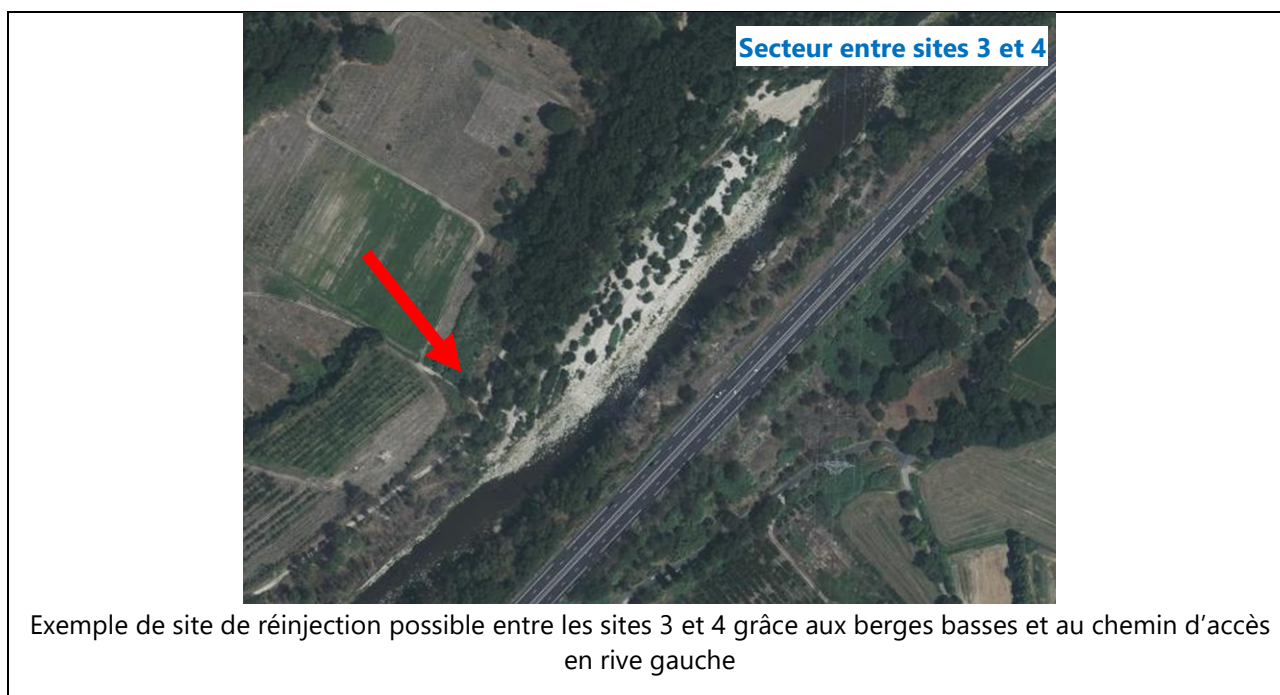 Secteur entre sites 3 et 4
Exemple de site de réinjection possible entre les sites 3 et 4 grâce aux berges basses et au chemin d’accès
en rive gauche